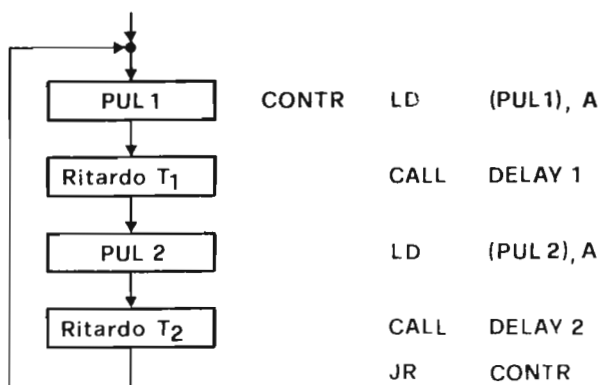 PUL 1 CONTR LD (PUL1), A
Ritardo T1 CALL DELAY 1
PUL 2 LD (PUL 2), A
Ritardo T2 CALL DELAY 2
JR CONTR